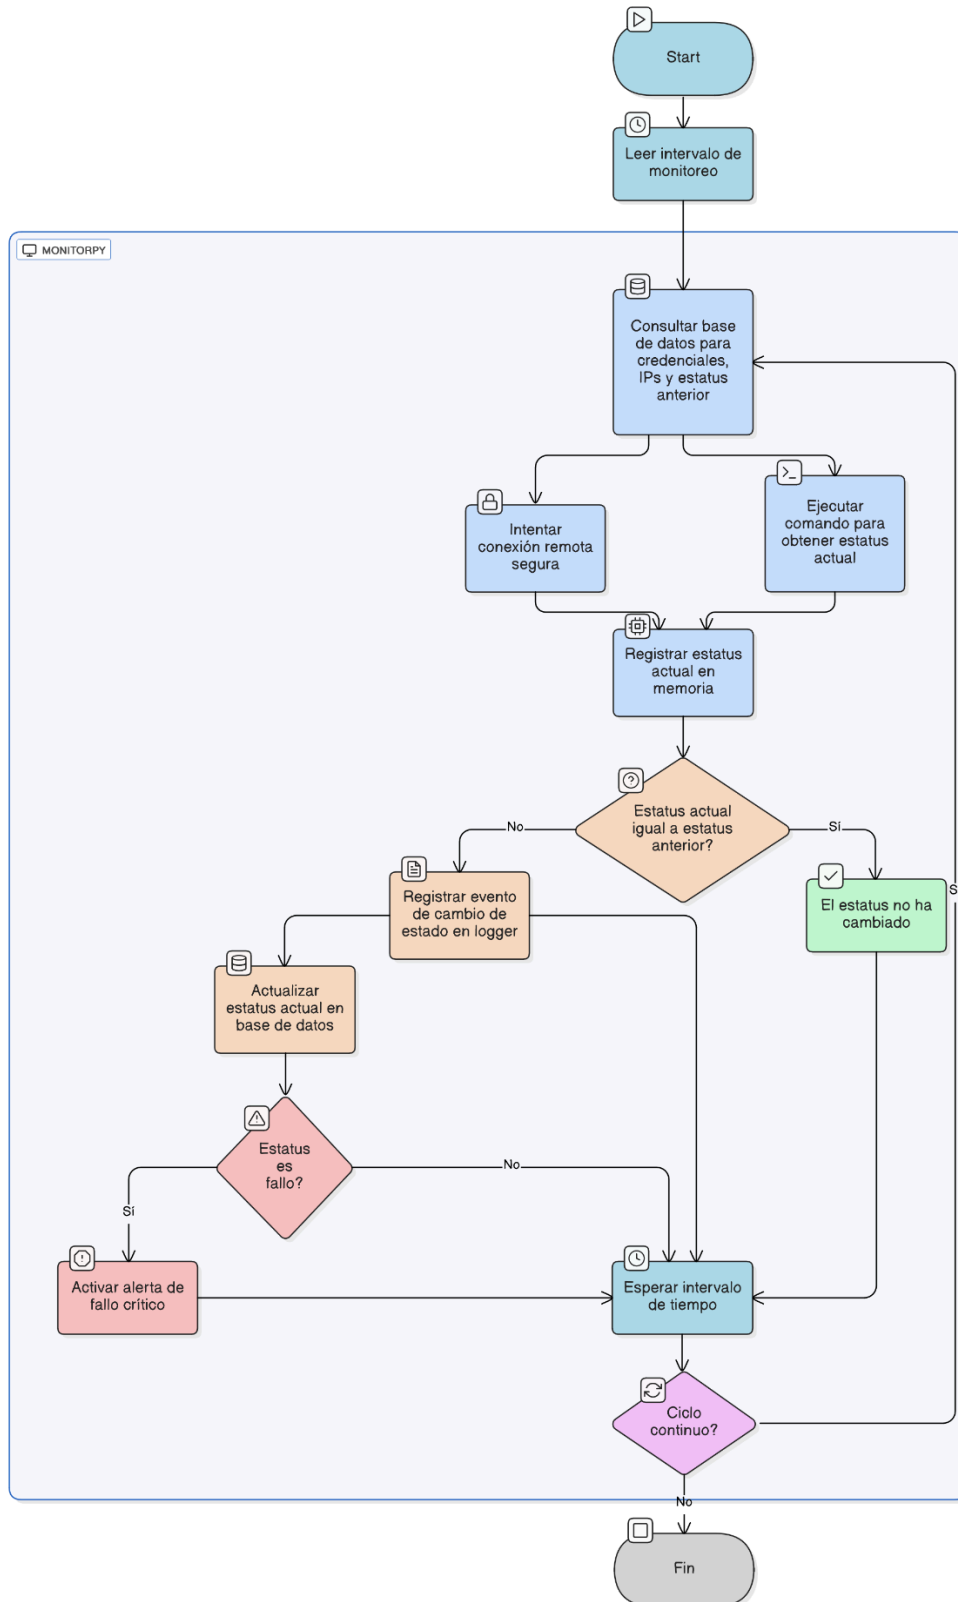 Start
Leer intervalo de
monitoreo
MONITORPY
Consultar base
de datos para
credenciales,
IPs y estatus
anterior
Intentar
conexión remota
segura
Ejecutar
comando para
obtener estatus
actual
Registrar estatus
actual en
memoria
Estatus actual
igual a estatus
anterior?
No
Sí
Registrar evento
de cambio de
estado en logger
El estatus no ha
cambiado
S
Actualizar
estatus actual en
base de datos
Estatus
es
fallo?
No
Sí
Activar alerta de
fallo crítico
Esperar intervalo
de tiempo
Ciclo
continuo?
No
Fin